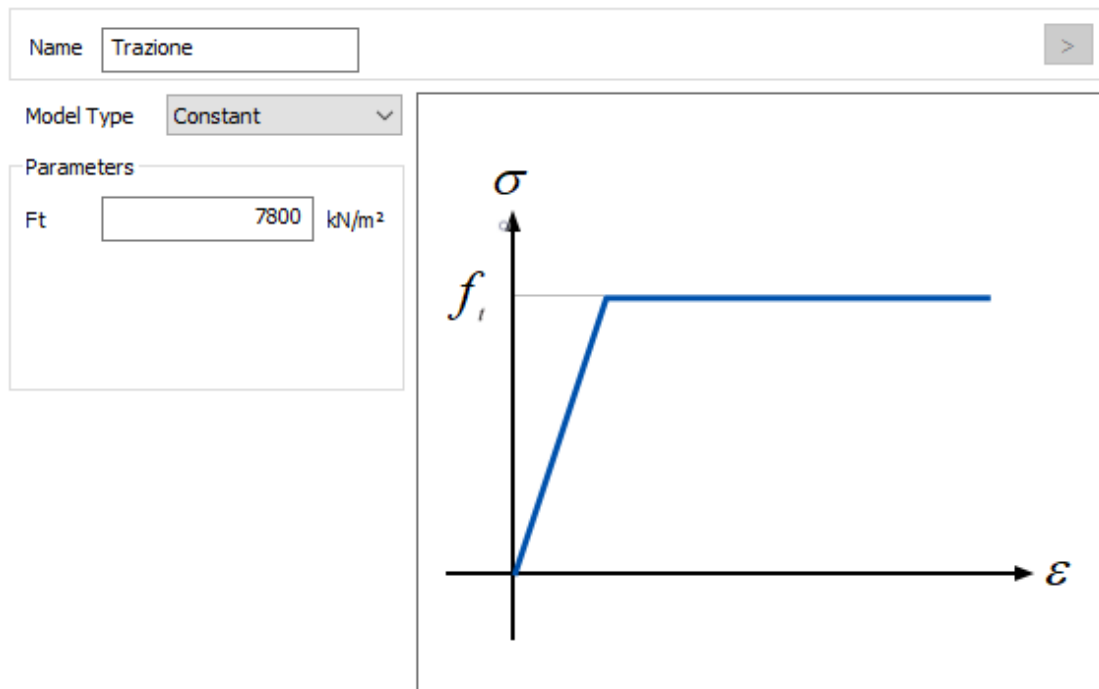 Name Trazione >
Model Type Constant
Parameters
Ft 7800 kN/m²
σ
fₜ
ε